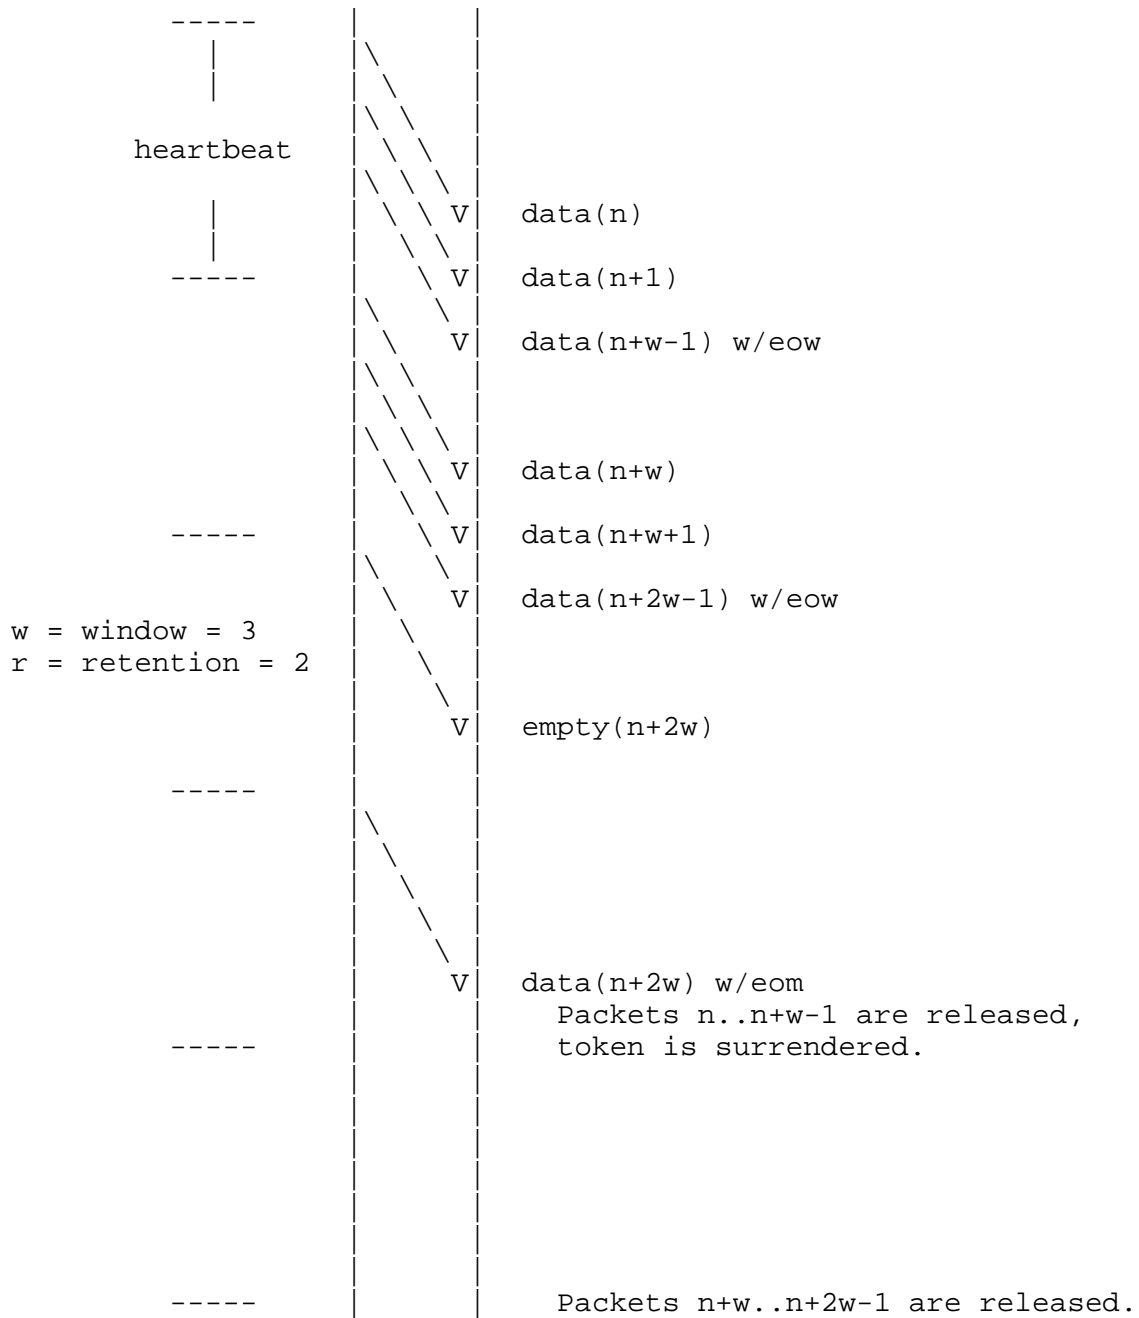 heartbeat
data(n)
data(n+1)
data(n+w-1) w/eow
data(n+w)
data(n+w+1)
data(n+2w-1) w/eow
w = window = 3
r = retention = 2
empty(n+2w)
data(n+2w) w/eom
Packets n..n+w-1 are released,
token is surrendered.
Packets n+w..n+2w-1 are released.